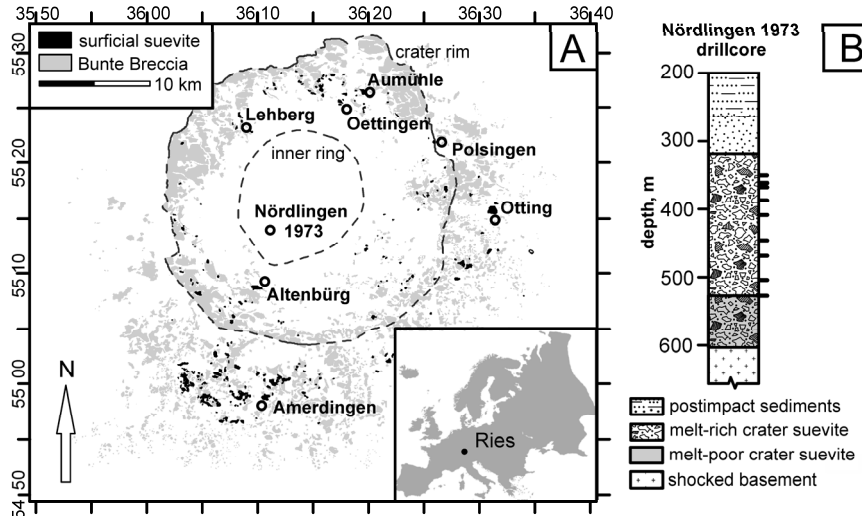 35 50
36 00
36 10
36 20
36 30
36 40
55 30
55 20
55 10
55 00
54 50
surficial suevite
Bunte Breccia
10 km
A
crater rim
Aumühle
Oettingen
Lehberg
Polsingen
inner ring
Otting
Nördlingen
1973
Altenbürg
Amerdingen
N
Ries
Nördlingen 1973
drillcore
B
depth, m
200
300
400
500
600
postimpact sediments
melt-rich crater suevite
melt-poor crater suevite
shocked basement